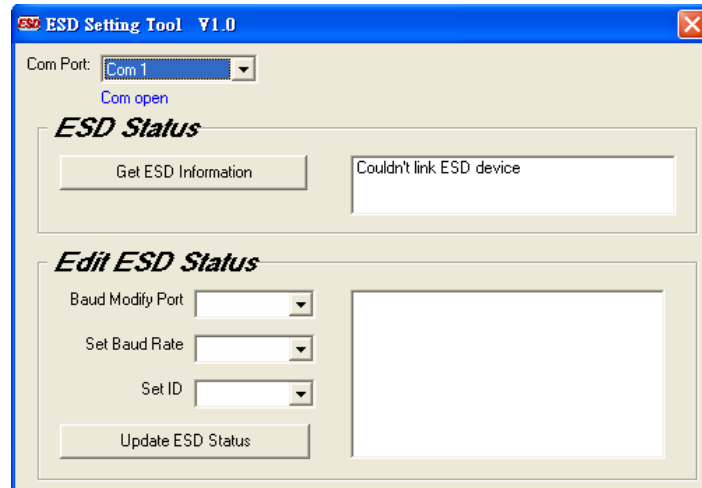 ESD ESD Setting Tool V1.0
Com Port: Com 1
Com open
ESD Status
Get ESD Information
Couldn't link ESD device
Edit ESD Status
Baud Modify Port
Set Baud Rate
Set ID
Update ESD Status